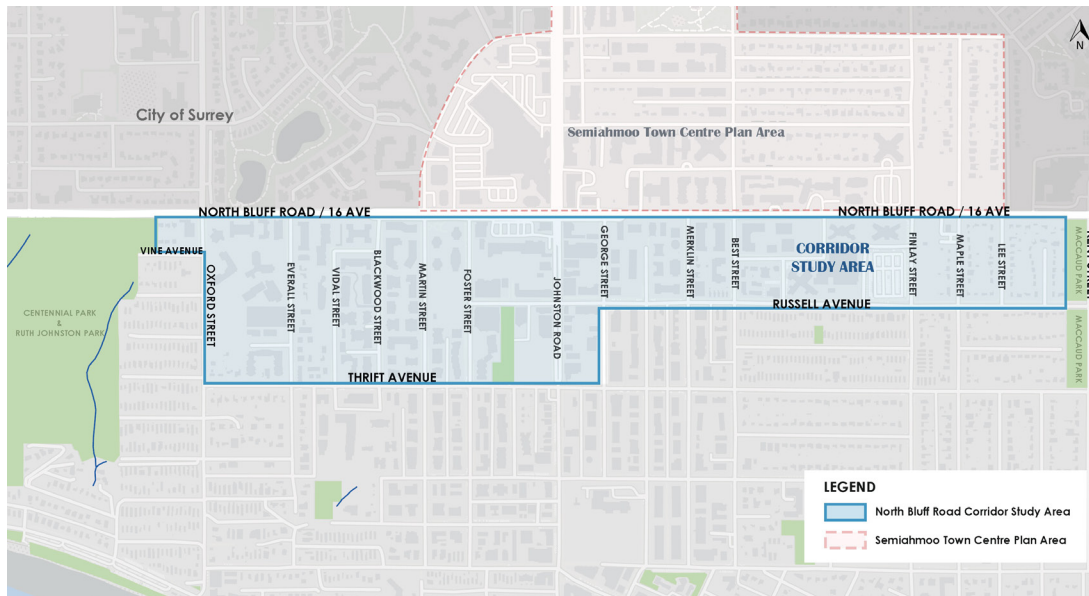 N
City of Surrey
Semiahmoo Town Centre Plan Area
NORTH BLUFF ROAD / 16 AVE
NORTH BLUFF ROAD / 16 AVE
VINE AVENUE
OXFORD STREET
EVERALL STREET
VIDAL STREET
BLACKWOOD STREET
MARTIN STREET
FOSTER STREET
JOHNSTON ROAD
GEORGE STREET
MERKLIN STREET
BEST STREET
CORRIDOR
STUDY AREA
FINLAY STREET
MAPLE STREET
LEE STREET
MACCAUD PARK
RUSSELL AVENUE
MACCAUD PARK
CENTENNIAL PARK
&
RUTH JOHNSTON PARK
THRIFT AVENUE
LEGEND
North Bluff Road Corridor Study Area
Semiahmoo Town Centre Plan Area